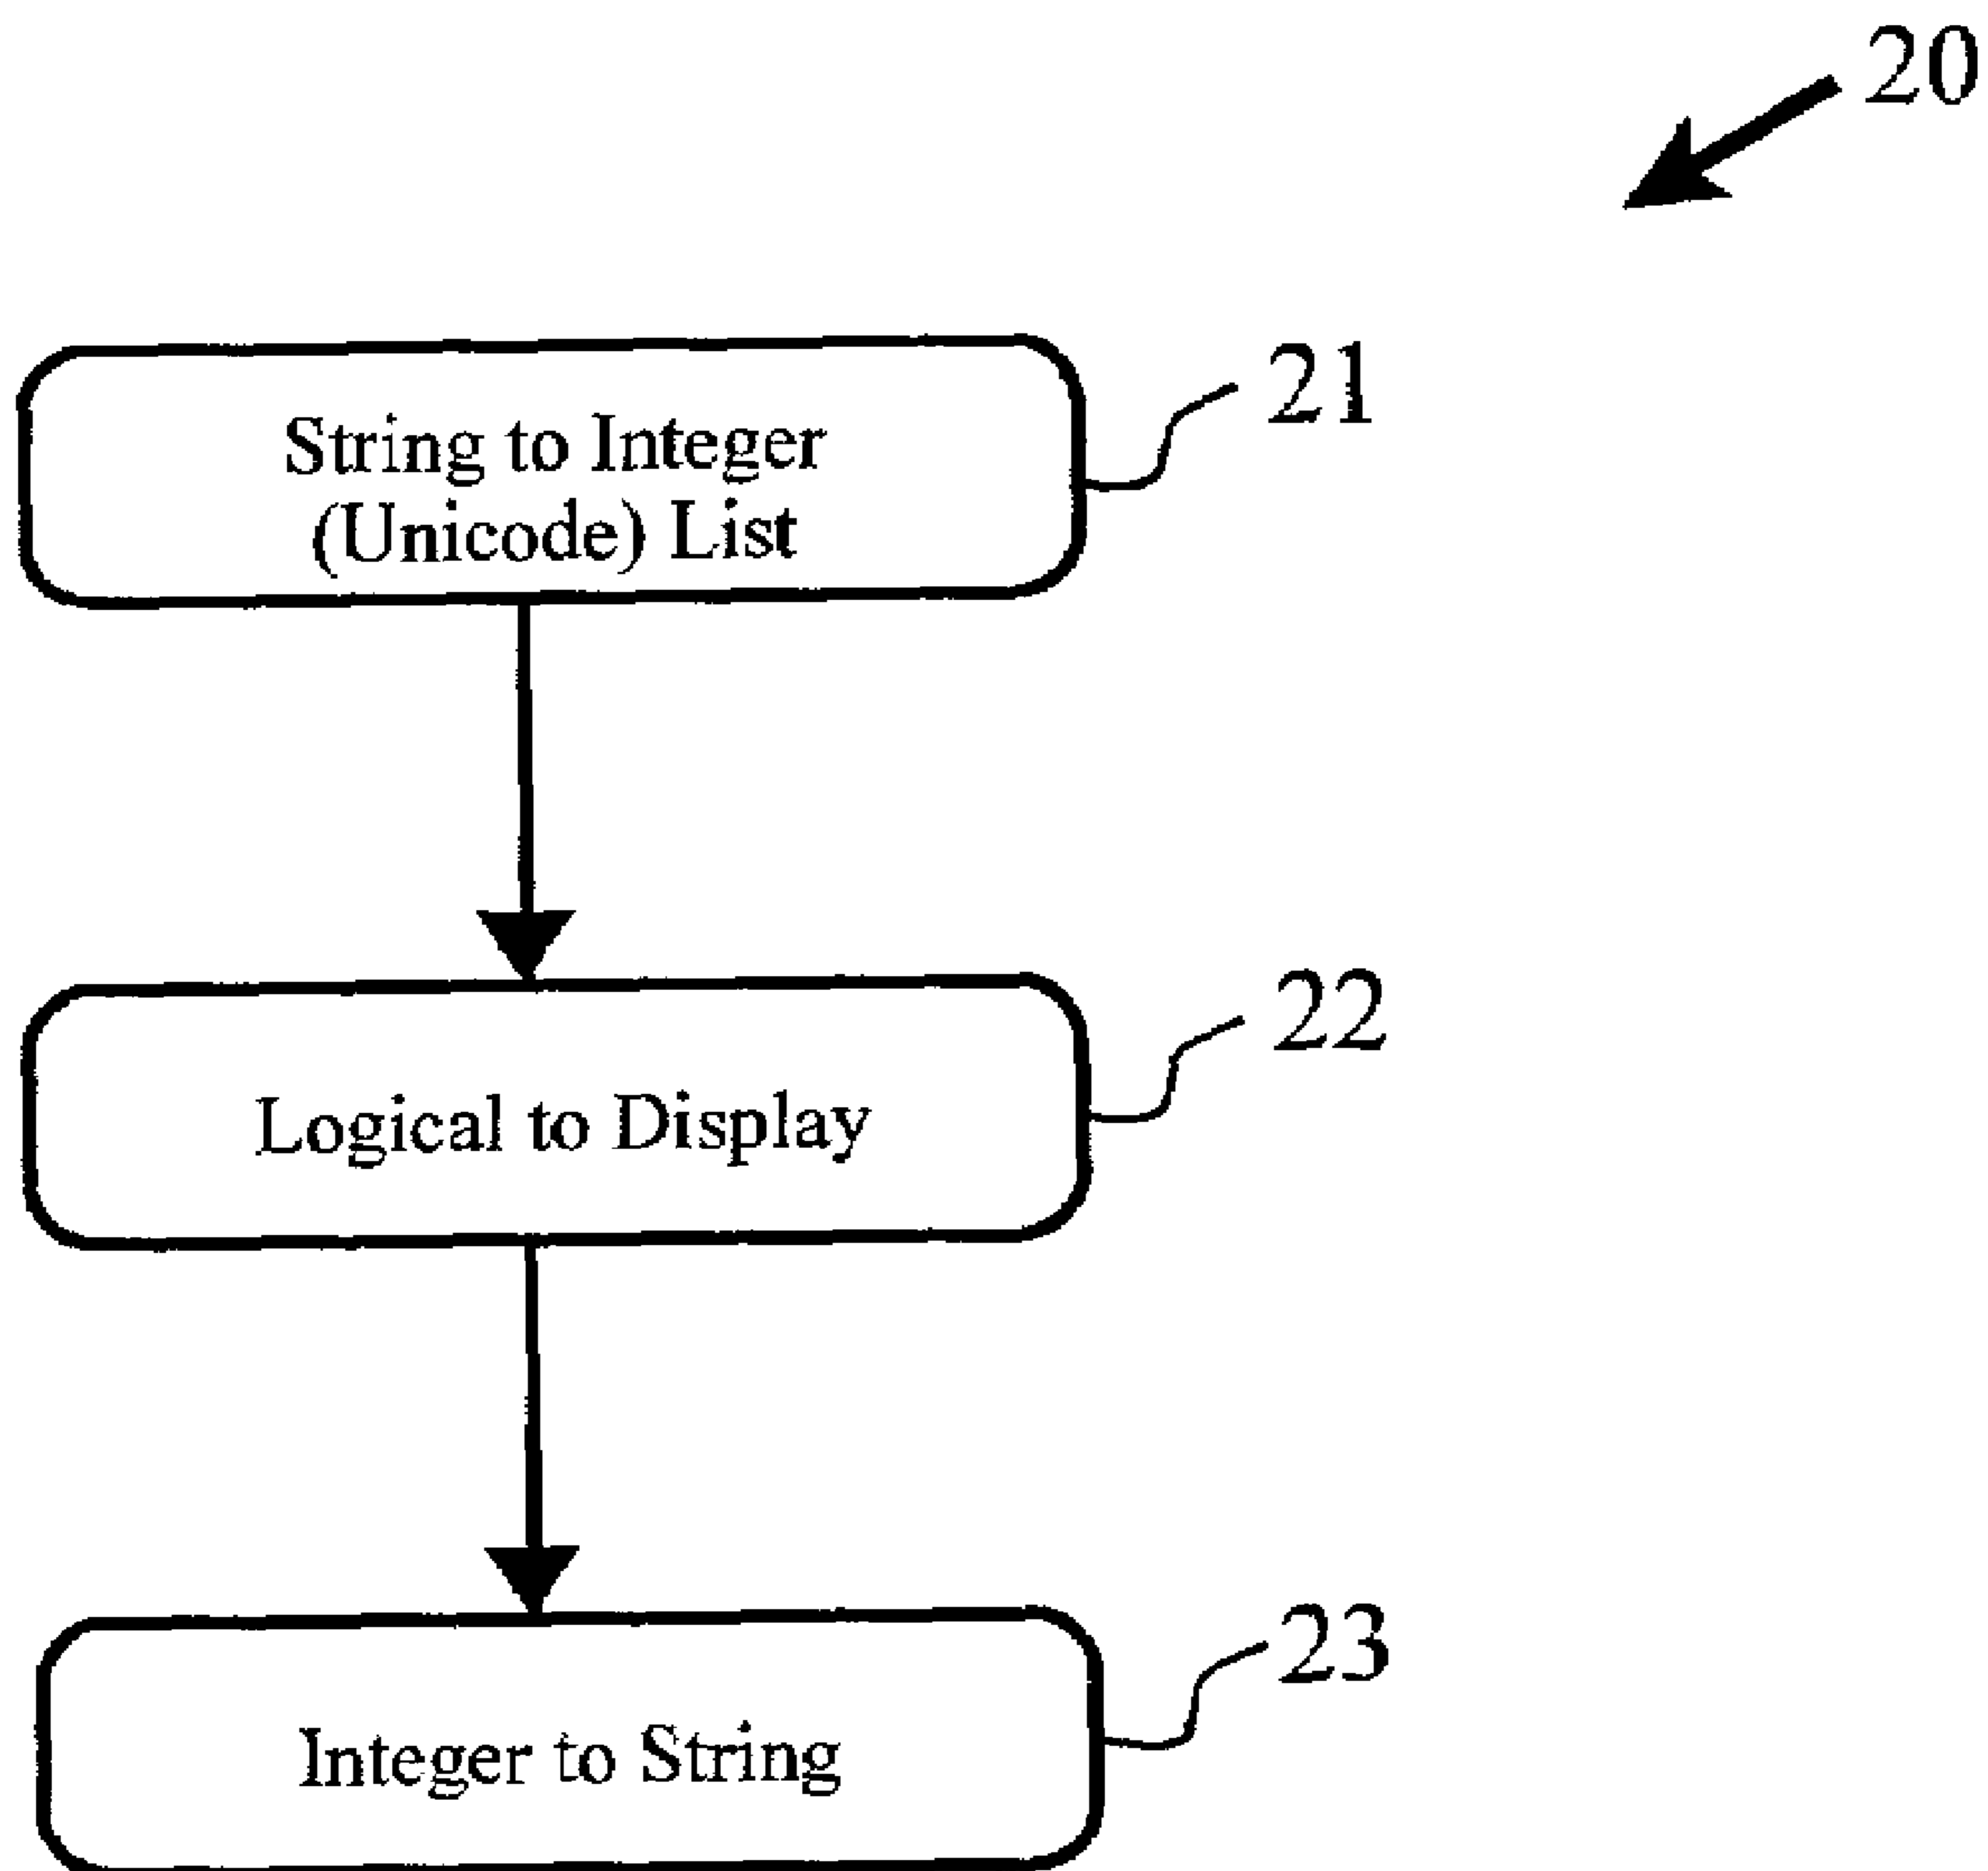 20
21
String to Integer
(Unicode) List
22
Logical to Display
23
Integer to String